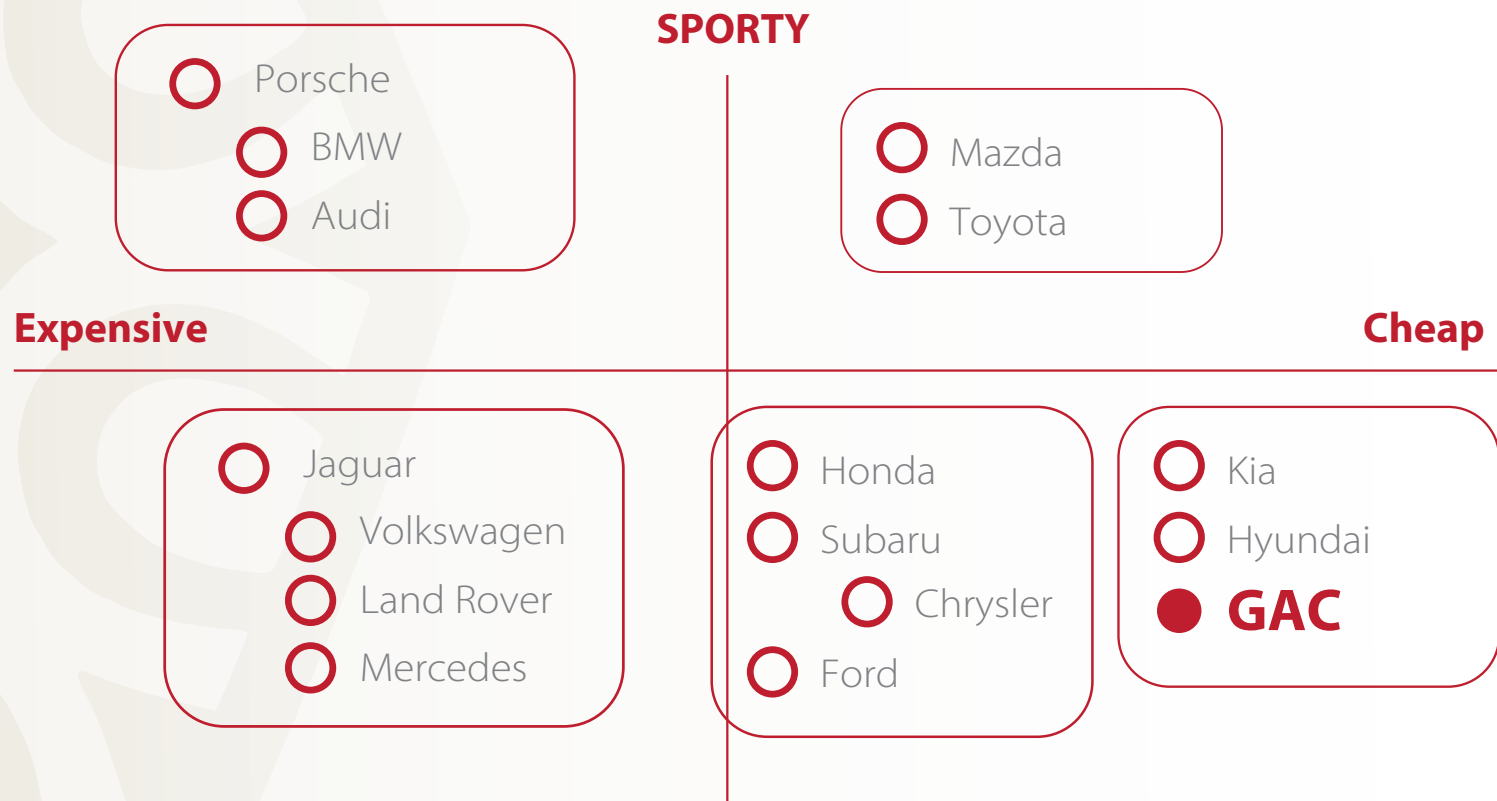 SPORTY
Porsche
BMW
Audi
Mazda
Toyota
Expensive
Cheap
Jaguar
Volkswagen
Land Rover
Mercedes
Honda
Subaru
Chrysler
Ford
Kia
Hyundai
GAC